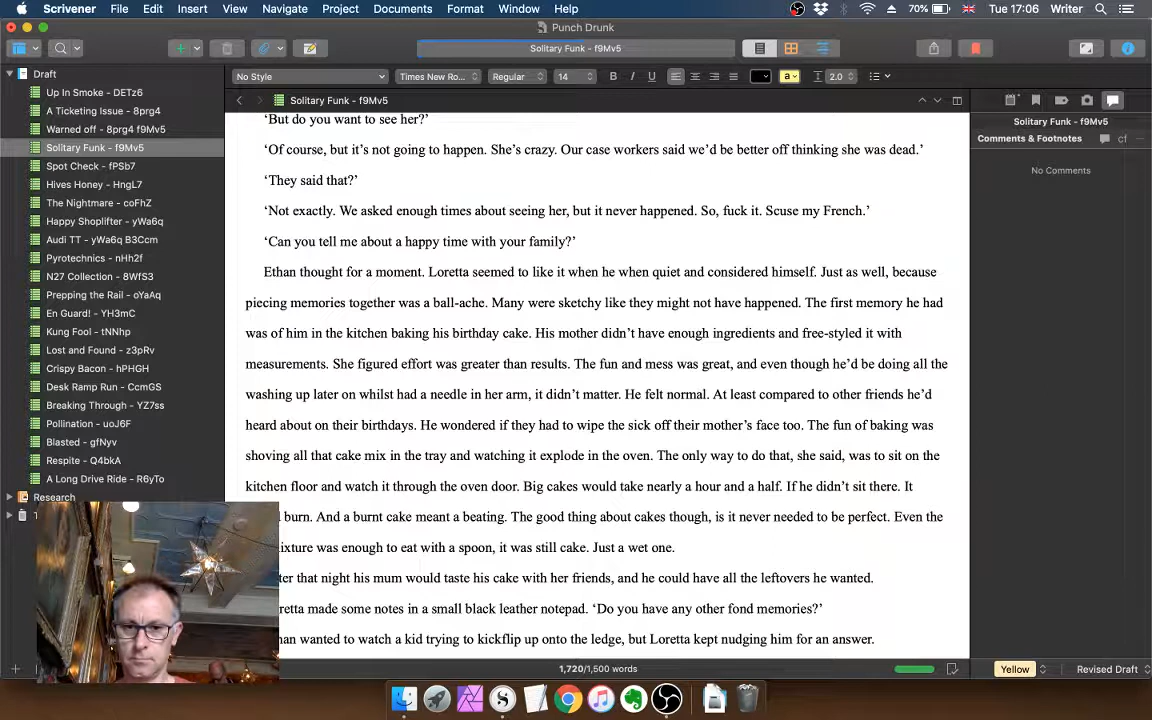 Scrivener File Edit Insert View Navigate Project Documents Format Window Help 70% Tue 17:06 Writer
Punch Drunk
Solitary Funk - f9Mv5
No Style Times New Ro... Regular 14 B I U a 2.0
Draft
Up In Smoke - DETz6
A Ticketing Issue - 8prg4
Warned off - 8prg4 f9Mv5
Solitary Funk - f9Mv5
Spot Check - fPSb7
Hives Honey - HngL7
The Nightmare - coFhZ
Happy Shoplifter - yWa6q
Audi TT - yWa6q B3Ccm
Pyrotechnics - nHh2f
N27 Collection - 8WfS3
Prepping the Rail - oYaAq
En Guard! - YH3mC
Kung Fool - tNNhp
Lost and Found - z3pRv
Crispy Bacon - hPHGH
Desk Ramp Run - CcmGS
Breaking Through - YZ7ss
Pollination - uoJ6F
Blasted - gfNyv
Respite - Q4bkA
A Long Drive Ride - R6yTo
Research
Solitary Funk - f9Mv5
‘But do you want to see her?’
‘Of course, but it’s not going to happen. She’s crazy. Our case workers said we’d be better off thinking she was dead.’
‘They said that?’
‘Not exactly. We asked enough times about seeing her, but it never happened. So, fuck it. Scuse my French.’
‘Can you tell me about a happy time with your family?’
Ethan thought for a moment. Loretta seemed to like it when he when quiet and considered himself. Just as well, because
piecing memories together was a ball-ache. Many were sketchy like they might not have happened. The first memory he had
was of him in the kitchen baking his birthday cake. His mother didn’t have enough ingredients and free-styled it with
measurements. She figured effort was greater than results. The fun and mess was great, and even though he’d be doing all the
washing up later on whilst had a needle in her arm, it didn’t matter. He felt normal. At least compared to other friends he’d
heard about on their birthdays. He wondered if they had to wipe the sick off their mother’s face too. The fun of baking was
shoving all that cake mix in the tray and watching it explode in the oven. The only way to do that, she said, was to sit on the
kitchen floor and watch it through the oven door. Big cakes would take nearly a hour and a half. If he didn’t sit there. It
burn. And a burnt cake meant a beating. The good thing about cakes though, is it never needed to be perfect. Even the
ixture was enough to eat with a spoon, it was still cake. Just a wet one.
ter that night his mum would taste his cake with her friends, and he could have all the leftovers he wanted.
retta made some notes in a small black leather notepad. ‘Do you have any other fond memories?’
han wanted to watch a kid trying to kickflip up onto the ledge, but Loretta kept nudging him for an answer.
1,720/1,500 words
Yellow Revised Draft
Solitary Funk - f9Mv5
Comments & Footnotes cf
No Comments